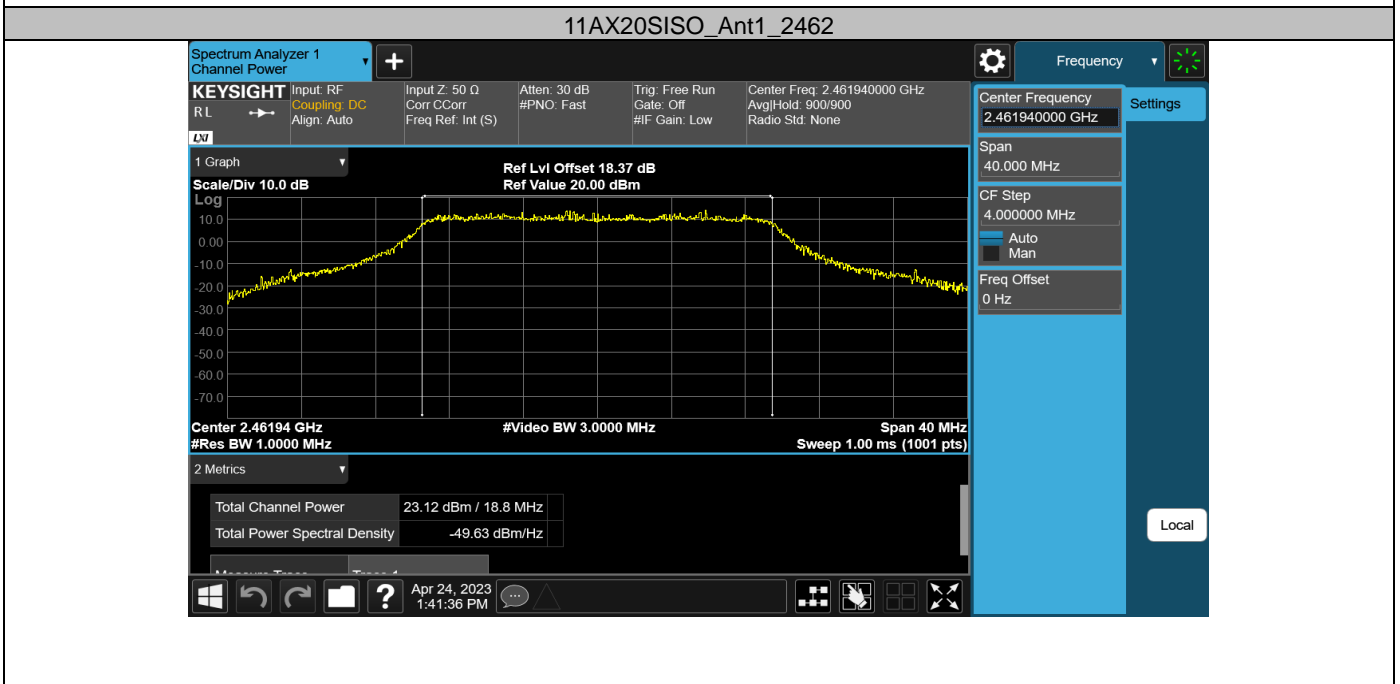 11AX20SISO_Ant1_2462
Spectrum Analyzer 1
Channel Power
Frequency
KEYSIGHT
R L
LXI
Input: RF
Coupling: DC
Align: Auto
Input Z: 50 Ω
Corr CCorr
Freq Ref: Int (S)
Atten: 30 dB
#PNO: Fast
Trig: Free Run
Gate: Off
#IF Gain: Low
Center Freq: 2.461940000 GHz
Avg|Hold: 900/900
Radio Std: None
Center Frequency
2.461940000 GHz
Settings
Span
40.000 MHz
CF Step
4.000000 MHz
Auto
Man
Freq Offset
0 Hz
Local
1 Graph
Scale/Div 10.0 dB
Ref Lvl Offset 18.37 dB
Ref Value 20.00 dBm
Log
10.0
0.00
-10.0
-20.0
-30.0
-40.0
-50.0
-60.0
-70.0
Center 2.46194 GHz
#Video BW 3.0000 MHz
Span 40 MHz
#Res BW 1.0000 MHz
Sweep 1.00 ms (1001 pts)
2 Metrics
Total Channel Power 23.12 dBm / 18.8 MHz
Total Power Spectral Density -49.63 dBm/Hz
Apr 24, 2023
1:41:36 PM